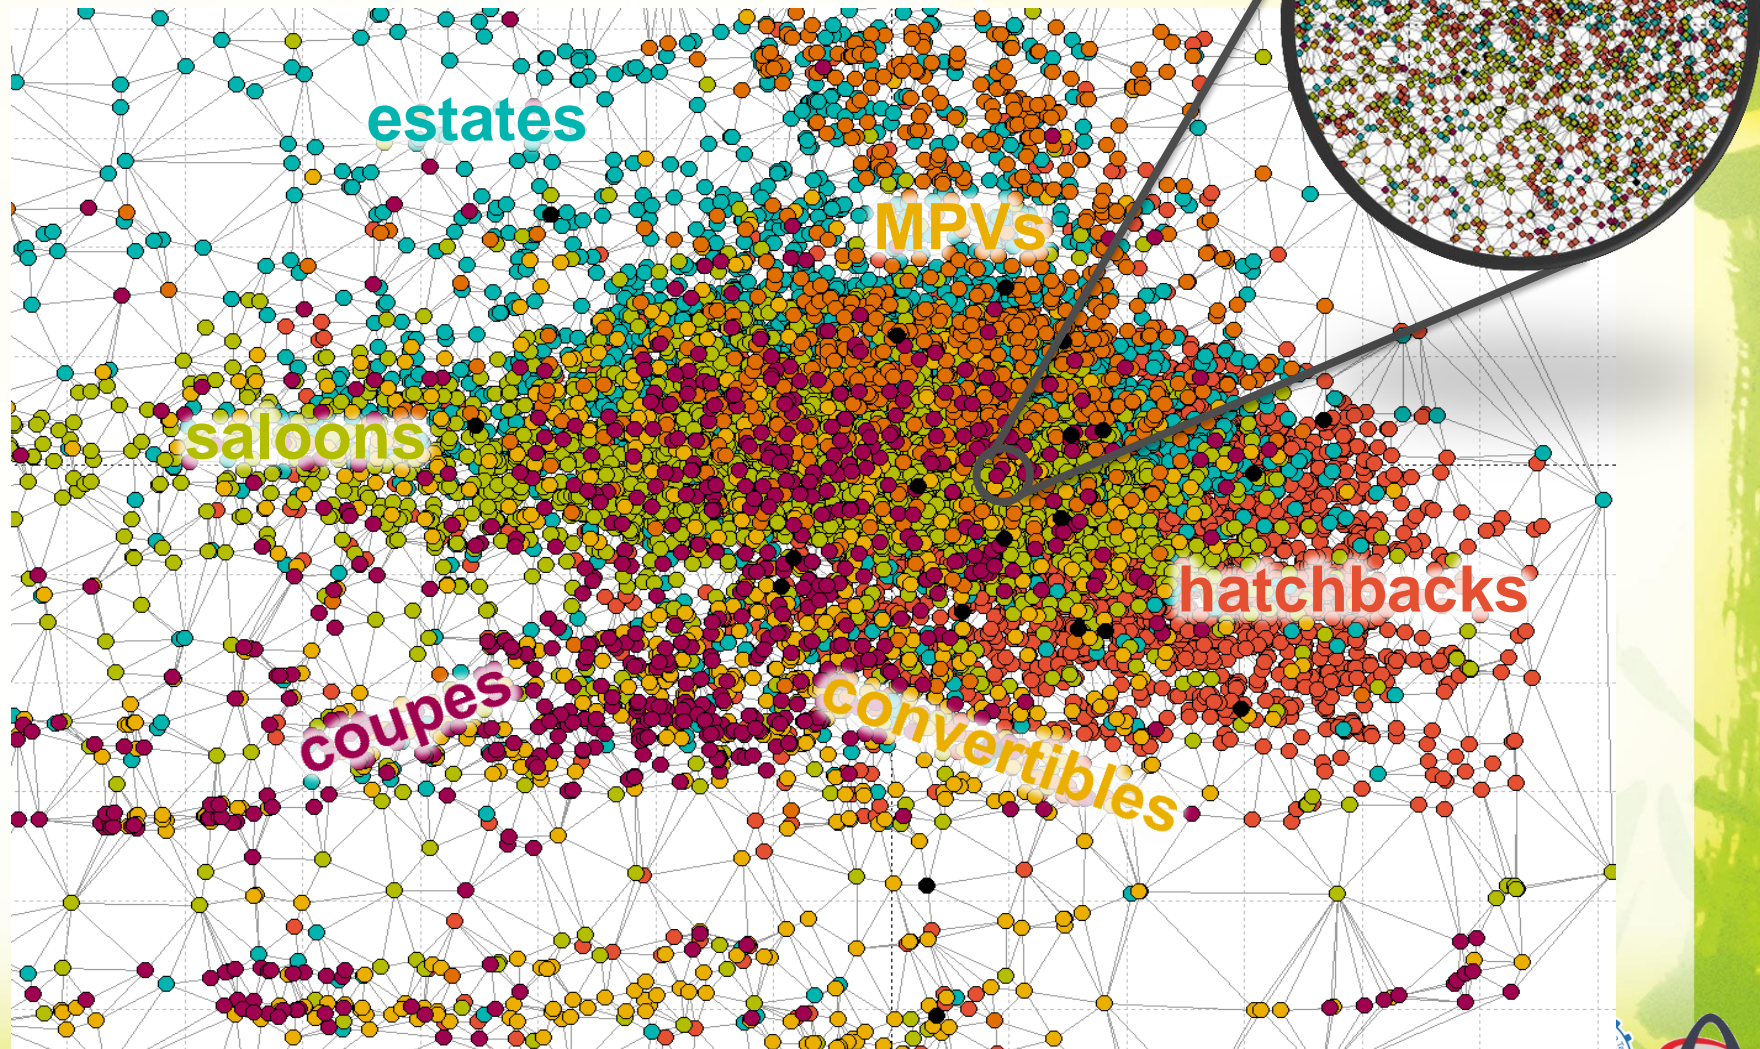 estates
MPVs
saloons
hatchbacks
coupes
convertibles